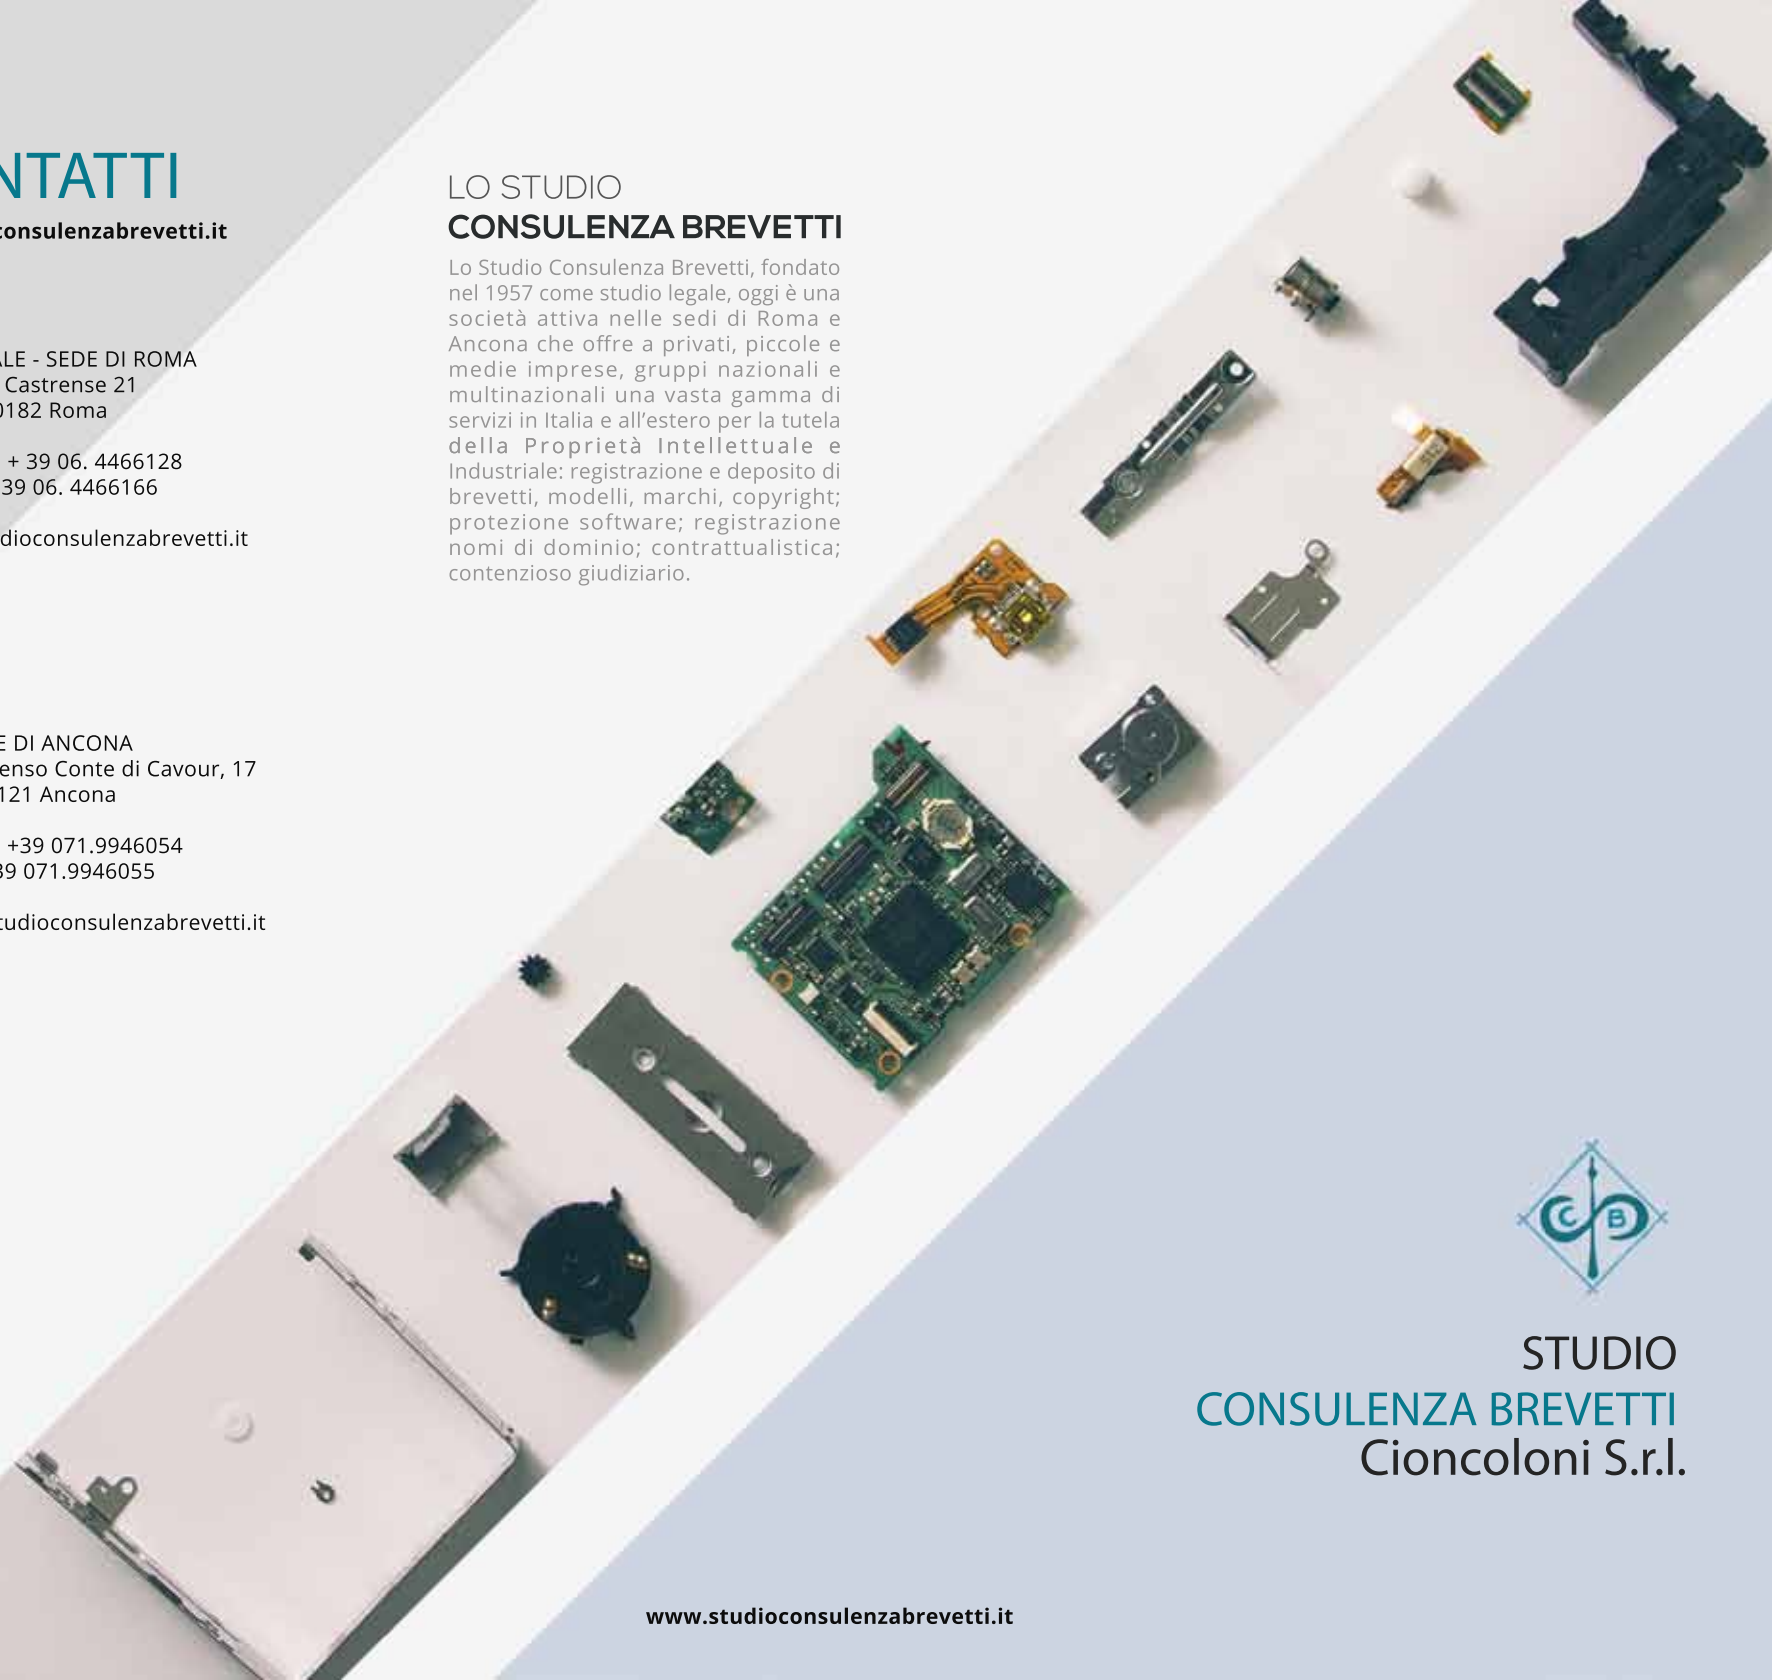 NTATTI
consulenzabrevetti.it
ALE - SEDE DI ROMA
Castrense 21
0182 Roma
+ 39 06. 4466128
39 06. 4466166
dioconsulenzabrevetti.it
E DI ANCONA
enso Conte di Cavour, 17
121 Ancona
+39 071.9946054
39 071.9946055
tudioconsulenzabrevetti.it
LO STUDIO
CONSULENZA BREVETTI
Lo Studio Consulenza Brevetti, fondato
nel 1957 come studio legale, oggi è una
società attiva nelle sedi di Roma e
Ancona che offre a privati, piccole e
medie imprese, gruppi nazionali e
multinazionali una vasta gamma di
servizi in Italia e all’estero per la tutela
della Proprietà Intellettuale e
Industriale: registrazione e deposito di
brevetti, modelli, marchi, copyright;
protezione software; registrazione
nomi di dominio; contrattualistica;
contenzioso giudiziario.
C B
STUDIO
CONSULENZA BREVETTI
Cioncoloni S.r.l.
www.studioconsulenzabrevetti.it